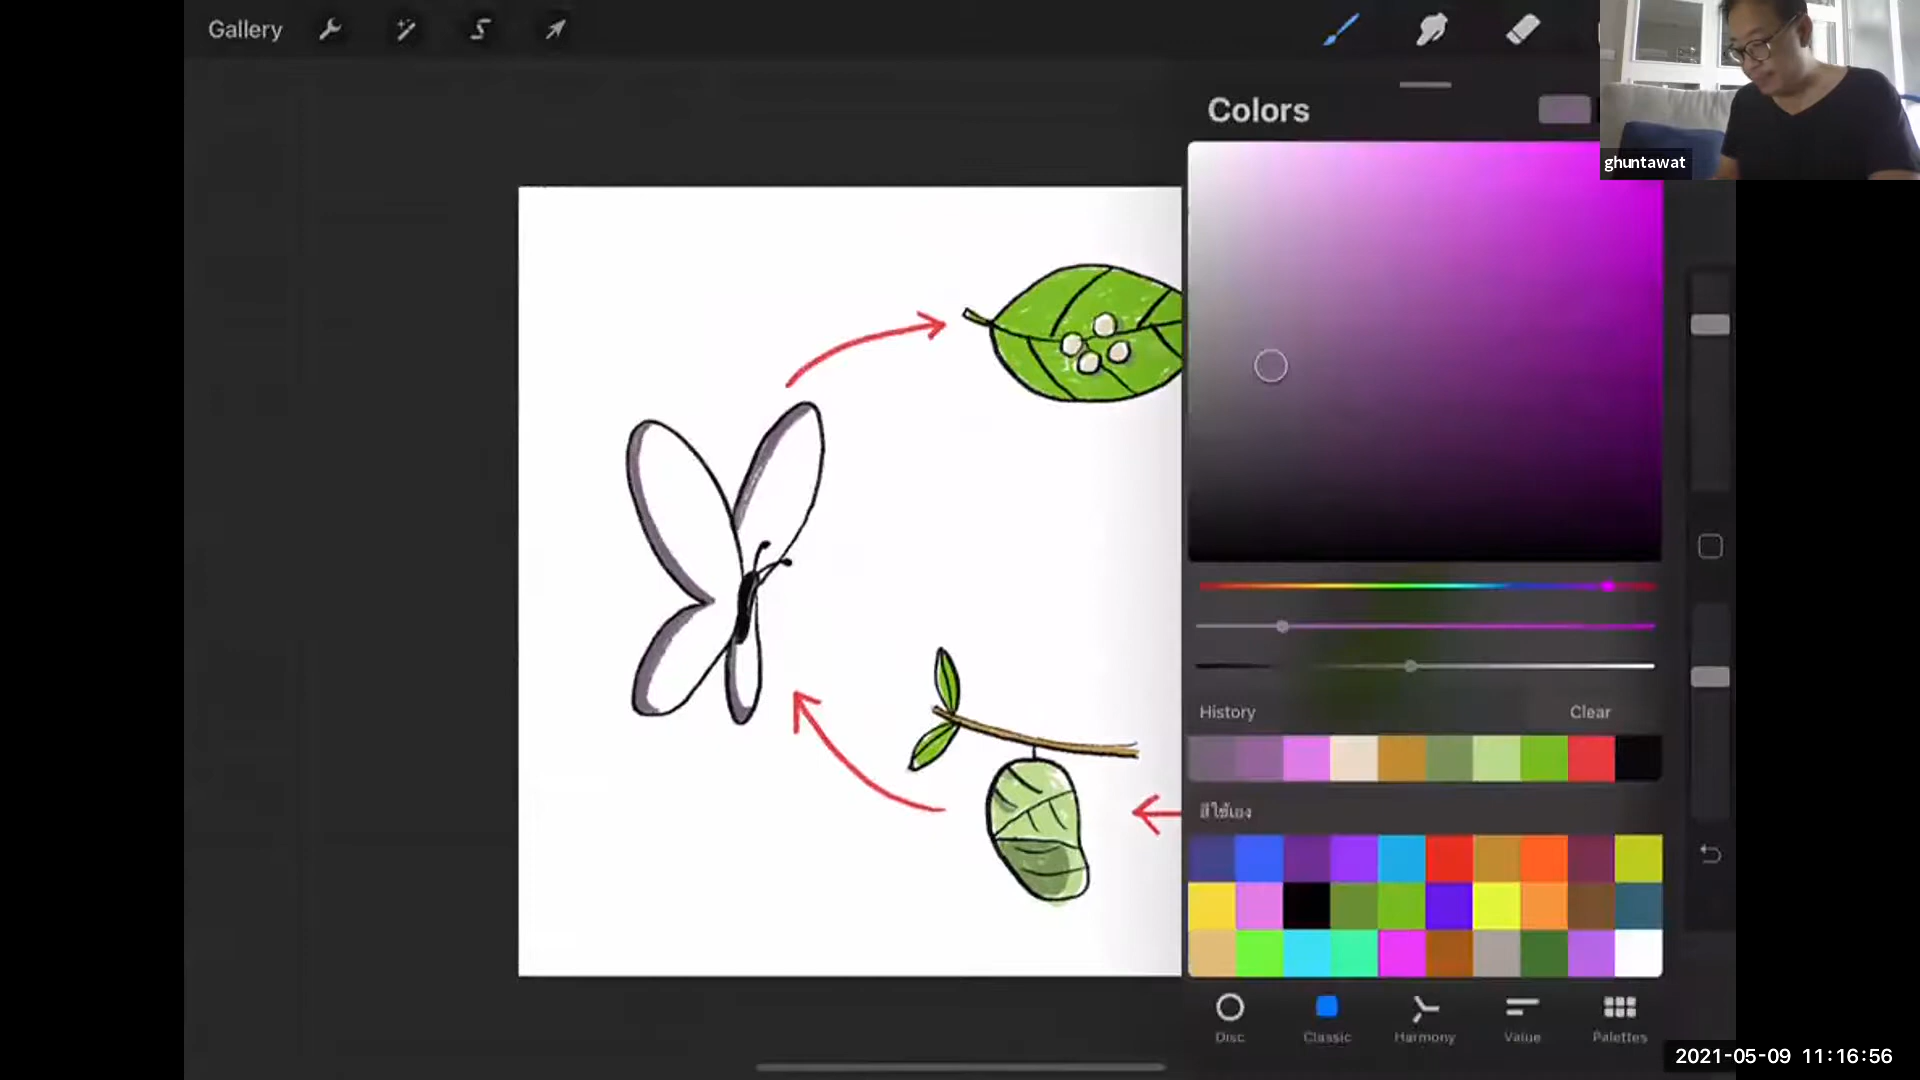 Gallery
Colors
ghuntawat
History
Clear
สีใช้เอง
Disc
Classic
Harmony
Value
Palettes
2021-05-09 11:16:56